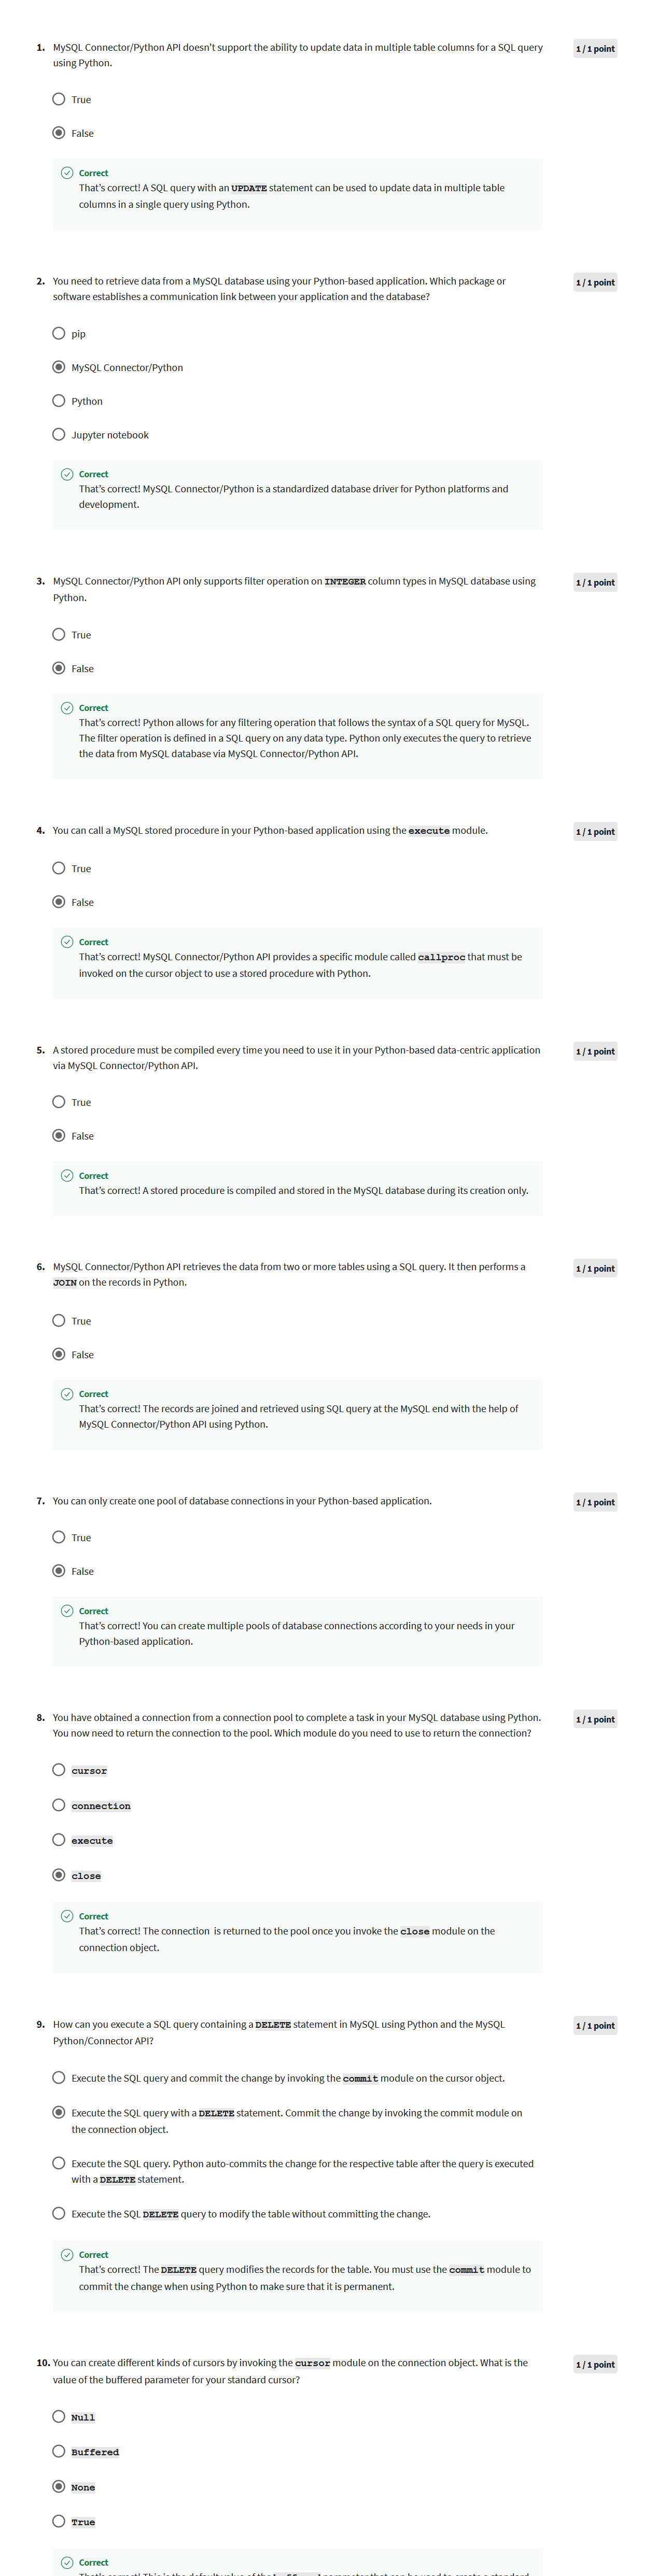 1. MySQL Connector/Python API doesn't support the ability to update data in multiple table columns for a SQL query
using Python.
1 / 1 point
True
False
Correct
That's correct! A SQL query with an UPDATE statement can be used to update data in multiple table
columns in a single query using Python.
2. You need to retrieve data from a MySQL database using your Python-based application. Which package or
software establishes a communication link between your application and the database?
1 / 1 point
pip
MySQL Connector/Python
Python
Jupyter notebook
Correct
That's correct! MySQL Connector/Python is a standardized database driver for Python platforms and
development.
3. MySQL Connector/Python API only supports filter operation on INTEGER column types in MySQL database using
Python.
1 / 1 point
True
False
Correct
That's correct! Python allows for any filtering operation that follows the syntax of a SQL query for MySQL.
The filter operation is defined in a SQL query on any data type. Python only executes the query to retrieve
the data from MySQL database via MySQL Connector/Python API.
4. You can call a MySQL stored procedure in your Python-based application using the execute module.
1 / 1 point
True
False
Correct
That's correct! MySQL Connector/Python API provides a specific module called callproc that must be
invoked on the cursor object to use a stored procedure with Python.
5. A stored procedure must be compiled every time you need to use it in your Python-based data-centric application
via MySQL Connector/Python API.
1 / 1 point
True
False
Correct
That's correct! A stored procedure is compiled and stored in the MySQL database during its creation only.
6. MySQL Connector/Python API retrieves the data from two or more tables using a SQL query. It then performs a
JOIN on the records in Python.
1 / 1 point
True
False
Correct
That's correct! The records are joined and retrieved using SQL query at the MySQL end with the help of
MySQL Connector/Python API using Python.
7. You can only create one pool of database connections in your Python-based application.
1 / 1 point
True
False
Correct
That's correct! You can create multiple pools of database connections according to your needs in your
Python-based application.
8. You have obtained a connection from a connection pool to complete a task in your MySQL database using Python.
You now need to return the connection to the pool. Which module do you need to use to return the connection?
1 / 1 point
cursor
connection
execute
close
Correct
That's correct! The connection is returned to the pool once you invoke the close module on the
connection object.
9. How can you execute a SQL query containing a DELETE statement in MySQL using Python and the MySQL
Python/Connector API?
1 / 1 point
Execute the SQL query and commit the change by invoking the commit module on the cursor object.
Execute the SQL query with a DELETE statement. Commit the change by invoking the commit module on
the connection object.
Execute the SQL query. Python auto-commits the change for the respective table after the query is executed
with a DELETE statement.
Execute the SQL DELETE query to modify the table without committing the change.
Correct
That's correct! The DELETE query modifies the records for the table. You must use the commit module to
commit the change when using Python to make sure that it is permanent.
10. You can create different kinds of cursors by invoking the cursor module on the connection object. What is the
value of the buffered parameter for your standard cursor?
1 / 1 point
Null
Buffered
None
True
Correct